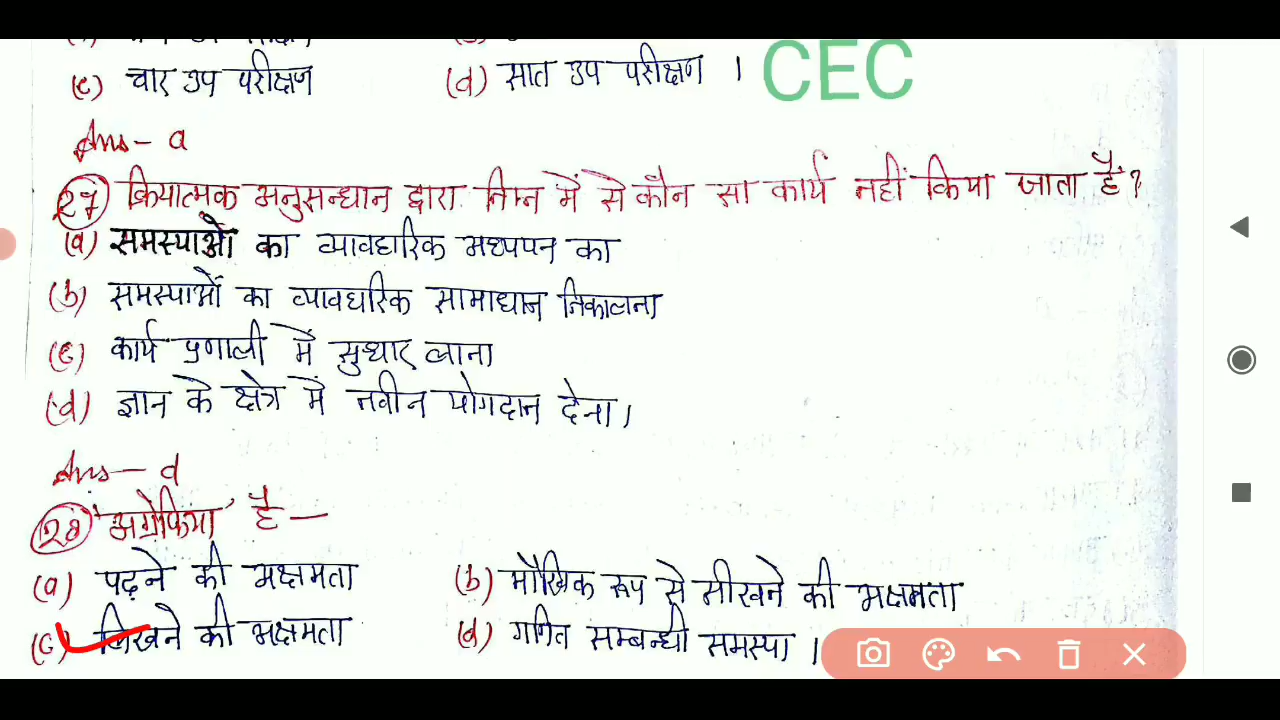 (c) चार उप परीक्षण (d) सात उप परीक्षण । CEC
Ans- a
27 क्रियात्मक अनुसन्धान द्वारा निम्न में से कौन सा कार्य नहीं किया जाता है?
(a) समस्याओं का व्यावहारिक अध्ययन का
(b) समस्याओं का व्यावहारिक सामाधान निकालना
(c) कार्य प्रणाली में सुधार लाना
(d) ज्ञान के क्षेत्र में नवीन योगदान देना।
Ans- d
28 'अग्रेफिया' है —
(a) पढ़ने की अक्षमता (b) मौखिक रूप से सीखने की अक्षमता
(c) लिखने की अक्षमता (d) गणित सम्बन्धी समस्या ।